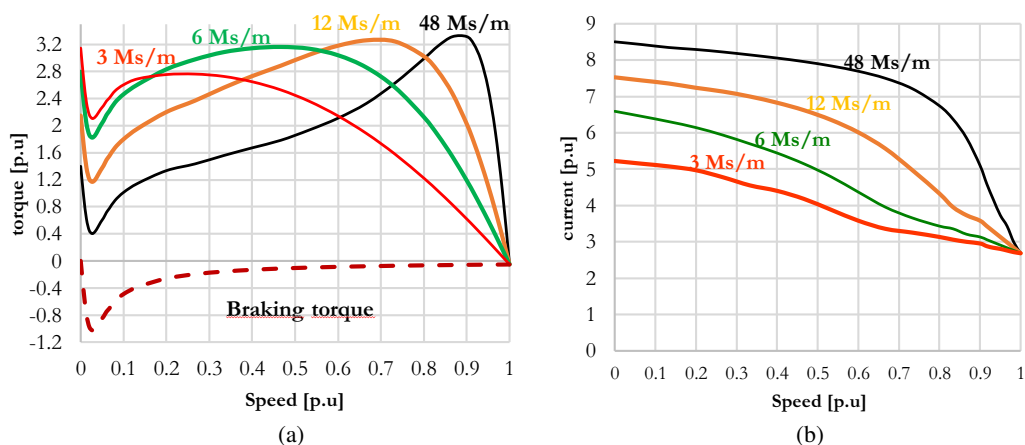 3.2
2.8
2.4
2
1.6
1.2
0.8
0.4
0
-0.4
-0.8
-1.2
torque [p.u]
3 Ms/m
6 Ms/m
12 Ms/m
48 Ms/m
Braking torque
0 0.1 0.2 0.3 0.4 0.5 0.6 0.7 0.8 0.9 1
Speed [p.u]
(a)
9
8
7
6
5
4
3
2
1
0
current [p.u]
48 Ms/m
12 Ms/m
6 Ms/m
3 Ms/m
0 0.1 0.2 0.3 0.4 0.5 0.6 0.7 0.8 0.9 1
Speed [p.u]
(b)